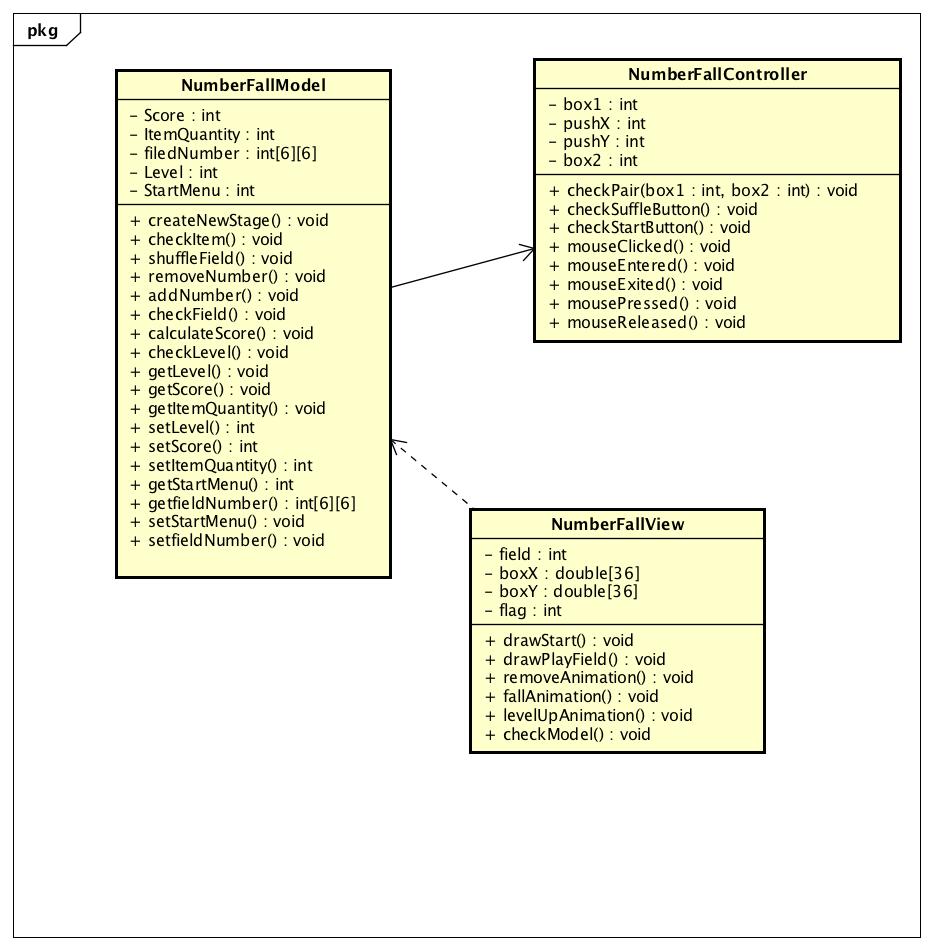 pkg
NumberFallModel
- Score : int
- ItemQuantity : int
- filedNumber : int[6][6]
- Level : int
- StartMenu : int
+ createNewStage() : void
+ checkItem() : void
+ shuffleField() : void
+ removeNumber() : void
+ addNumber() : void
+ checkField() : void
+ calculateScore() : void
+ checkLevel() : void
+ getLevel() : void
+ getScore() : void
+ getItemQuantity() : void
+ setLevel() : int
+ setScore() : int
+ setItemQuantity() : int
+ getStartMenu() : int
+ getfieldNumber() : int[6][6]
+ setStartMenu() : void
+ setfieldNumber() : void
NumberFallController
- box1 : int
- pushX : int
- pushY : int
- box2 : int
+ checkPair(box1 : int, box2 : int) : void
+ checkSuffleButton() : void
+ checkStartButton() : void
+ mouseClicked() : void
+ mouseEntered() : void
+ mouseExited() : void
+ mousePressed() : void
+ mouseReleased() : void
NumberFallView
- field : int
- boxX : double[36]
- boxY : double[36]
- flag : int
+ drawStart() : void
+ drawPlayField() : void
+ removeAnimation() : void
+ fallAnimation() : void
+ levelUpAnimation() : void
+ checkModel() : void